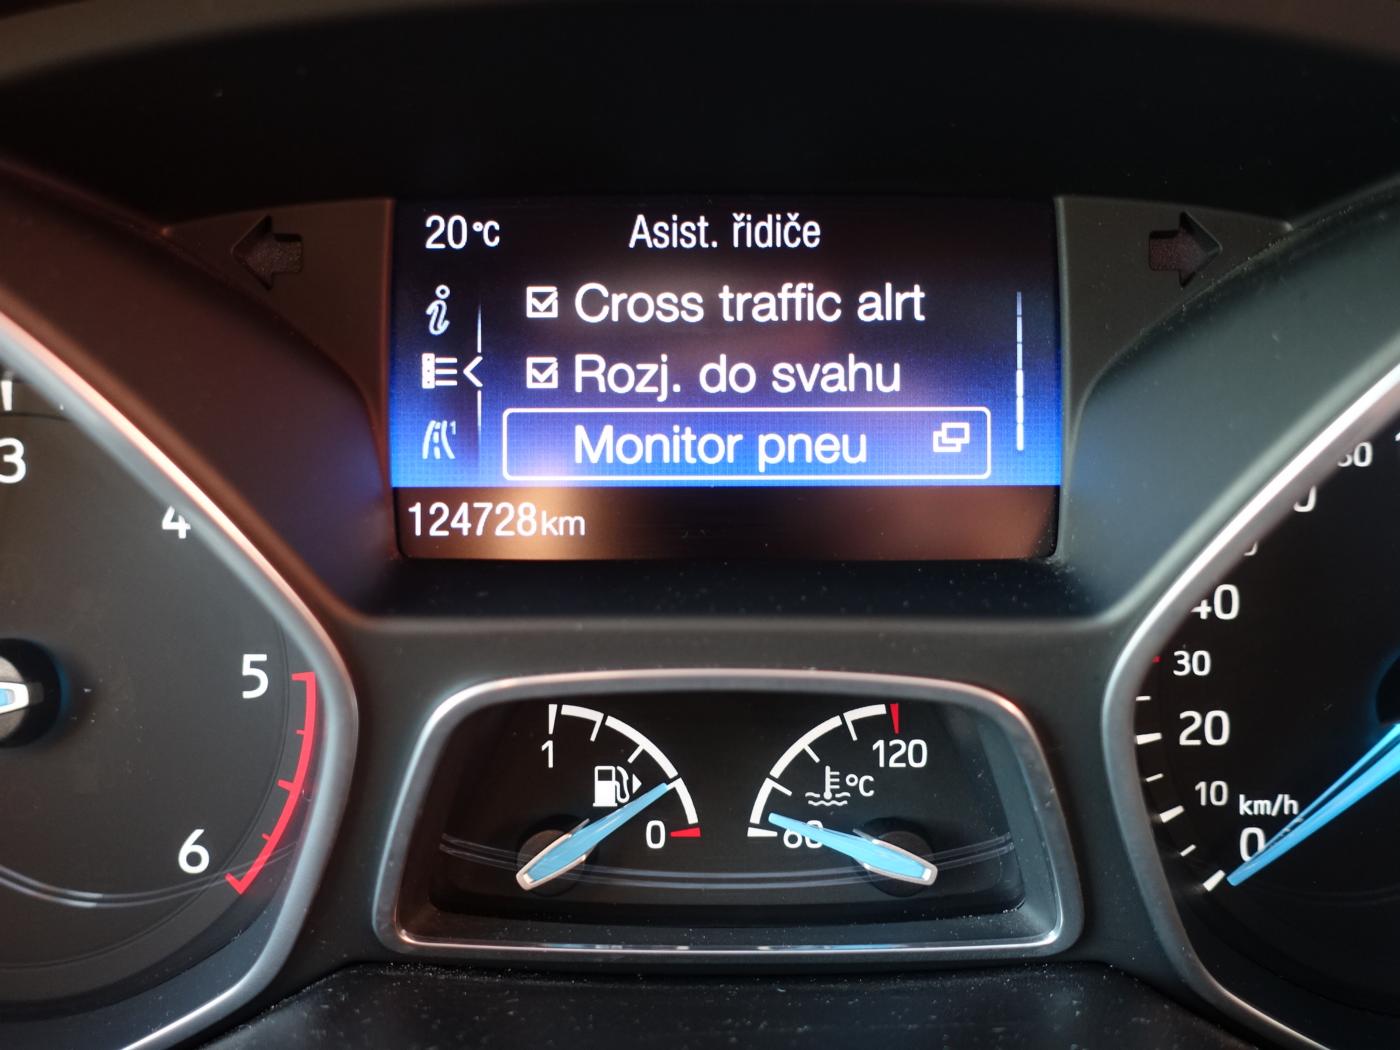 20°C Asist. řidiče
Cross traffic alrt
Rozj. do svahu
Monitor pneu
124728km
3
4
5
6
1
0
120
°C
60
40
30
20
10
km/h
0